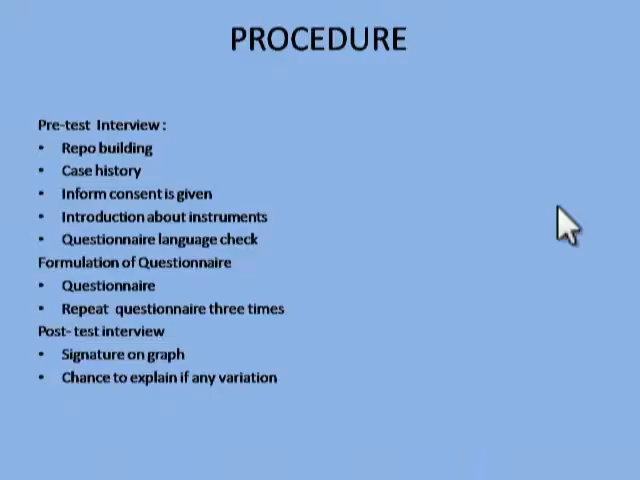 PROCEDURE
Pre-test Interview :
• Repo building
• Case history
• Inform consent is given
• Introduction about instruments
• Questionnaire language check
Formulation of Questionnaire
• Questionnaire
• Repeat questionnaire three times
Post- test interview
• Signature on graph
• Chance to explain if any variation